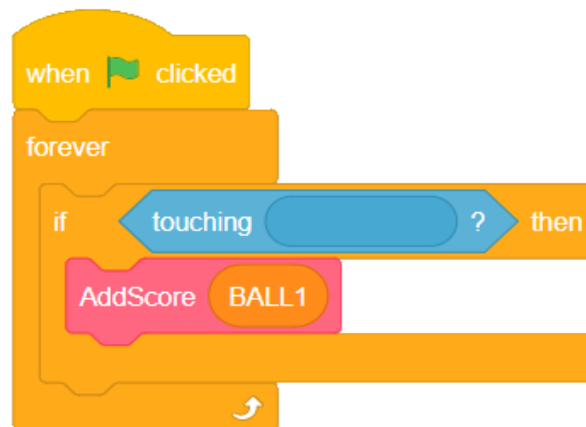 when clicked
forever
if touching ? then
AddScore BALL1